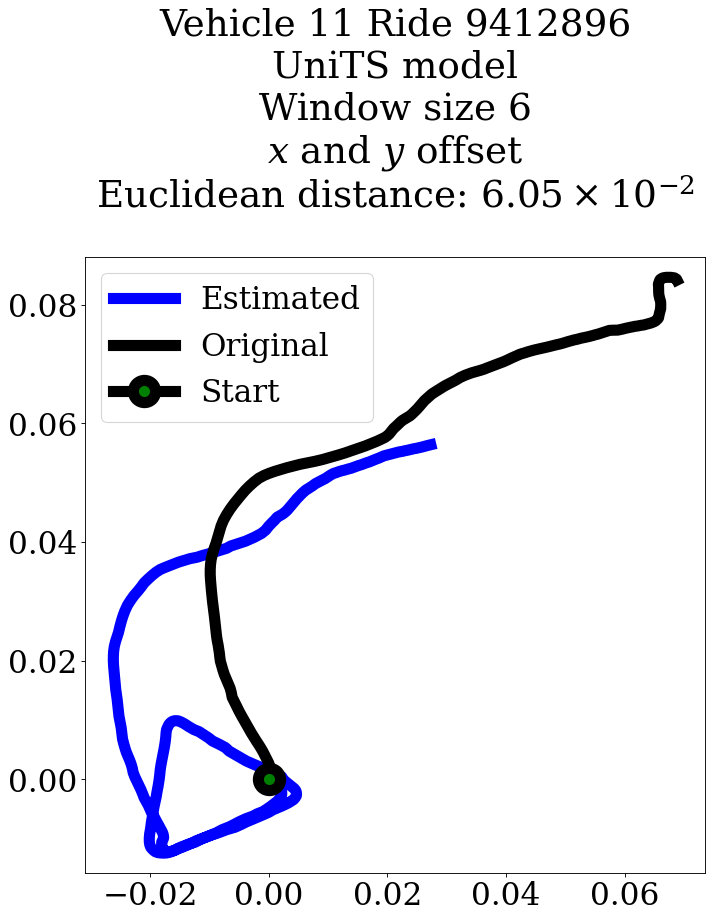 Vehicle 11 Ride 9412896
UniTS model
Window size 6
x and y offset
Euclidean distance: 6.05 × 10⁻²
Estimated
Original
Start
0.08
0.06
0.04
0.02
0.00
−0.02 0.00 0.02 0.04 0.06